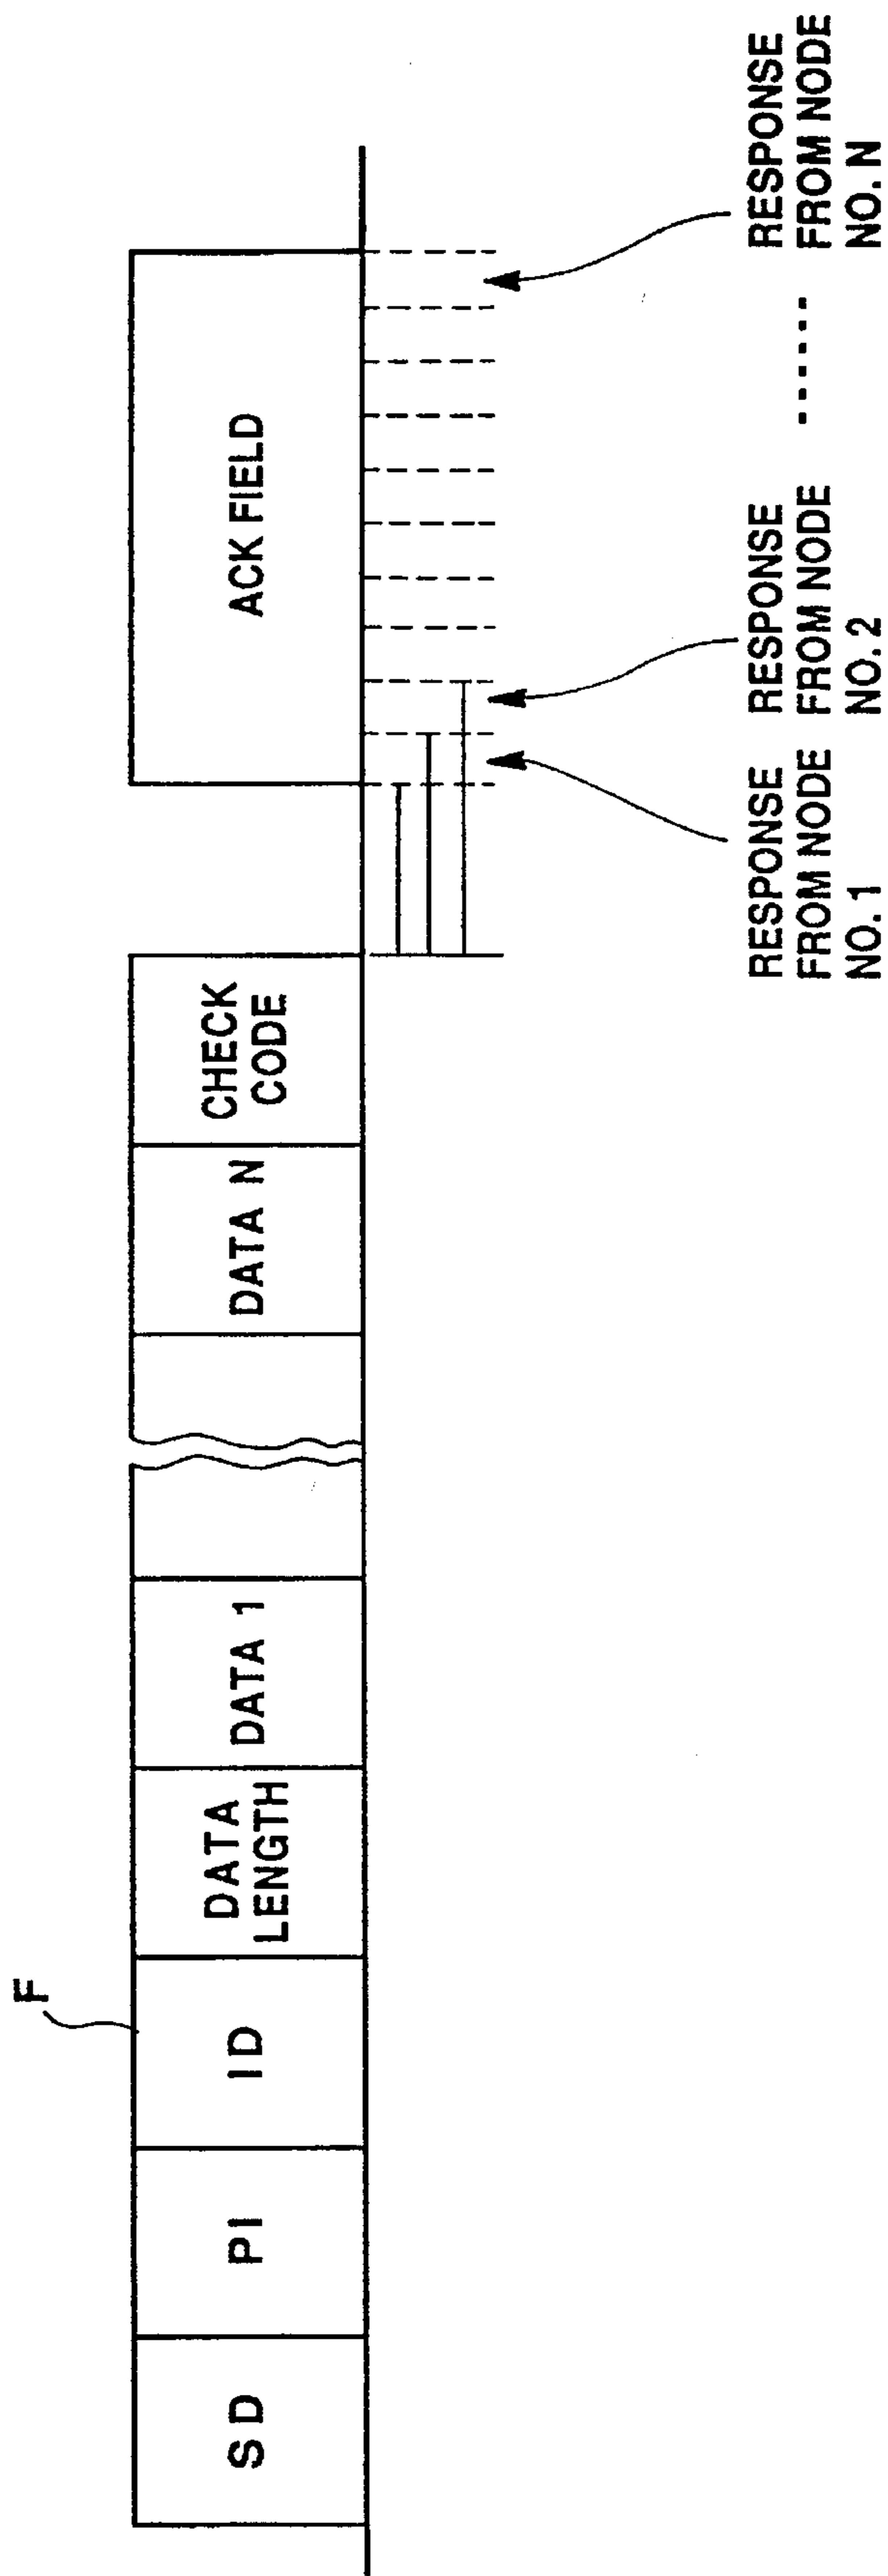 F
SD
PI
ID
DATA
LENGTH
DATA 1
DATA N
CHECK
CODE
ACK FIELD
RESPONSE
FROM NODE
NO. 1
RESPONSE
FROM NODE
NO. 2
RESPONSE
FROM NODE
NO. N